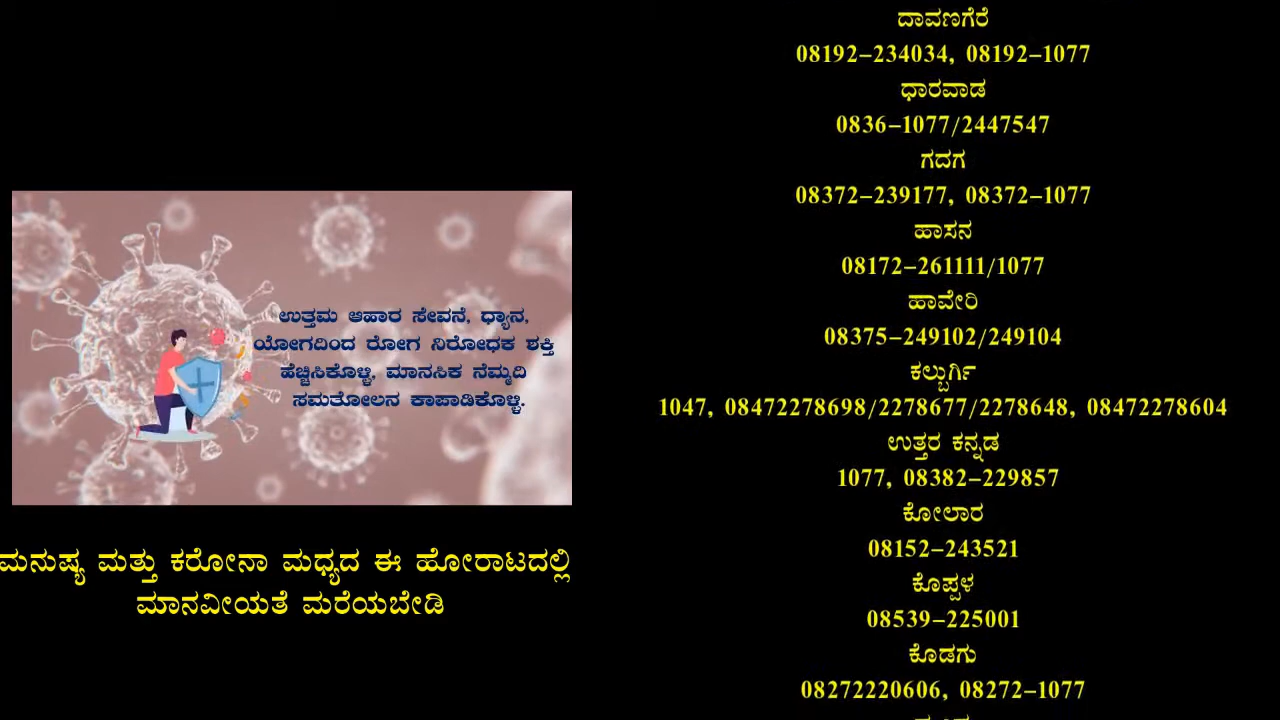 ಉತ್ತಮ ಆಹಾರ ಸೇವನೆ, ಧ್ಯಾನ,
ಯೋಗದಿಂದ ರೋಗ ನಿರೋಧಕ ಶಕ್ತಿ
ಹೆಚ್ಚಿಸಿಕೊಳ್ಳಿ. ಮಾನಸಿಕ ನೆಮ್ಮದಿ
ಸಮತೋಲನ ಕಾಪಾಡಿಕೊಳ್ಳಿ.
ಮನುಷ್ಯ ಮತ್ತು ಕರೋನಾ ಮಧ್ಯದ ಈ ಹೋರಾಟದಲ್ಲಿ
ಮಾನವೀಯತೆ ಮರೆಯಬೇಡಿ
ದಾವಣಗೆರೆ
08192-234034, 08192-1077
ಧಾರವಾಡ
0836-1077/2447547
ಗದಗ
08372-239177, 08372-1077
ಹಾಸನ
08172-261111/1077
ಹಾವೇರಿ
08375-249102/249104
ಕಲ್ಬುರ್ಗಿ
1047, 08472278698/2278677/2278648, 08472278604
ಉತ್ತರ ಕನ್ನಡ
1077, 08382-229857
ಕೋಲಾರ
08152-243521
ಕೊಪ್ಪಳ
08539-225001
ಕೊಡಗು
08272220606, 08272-1077